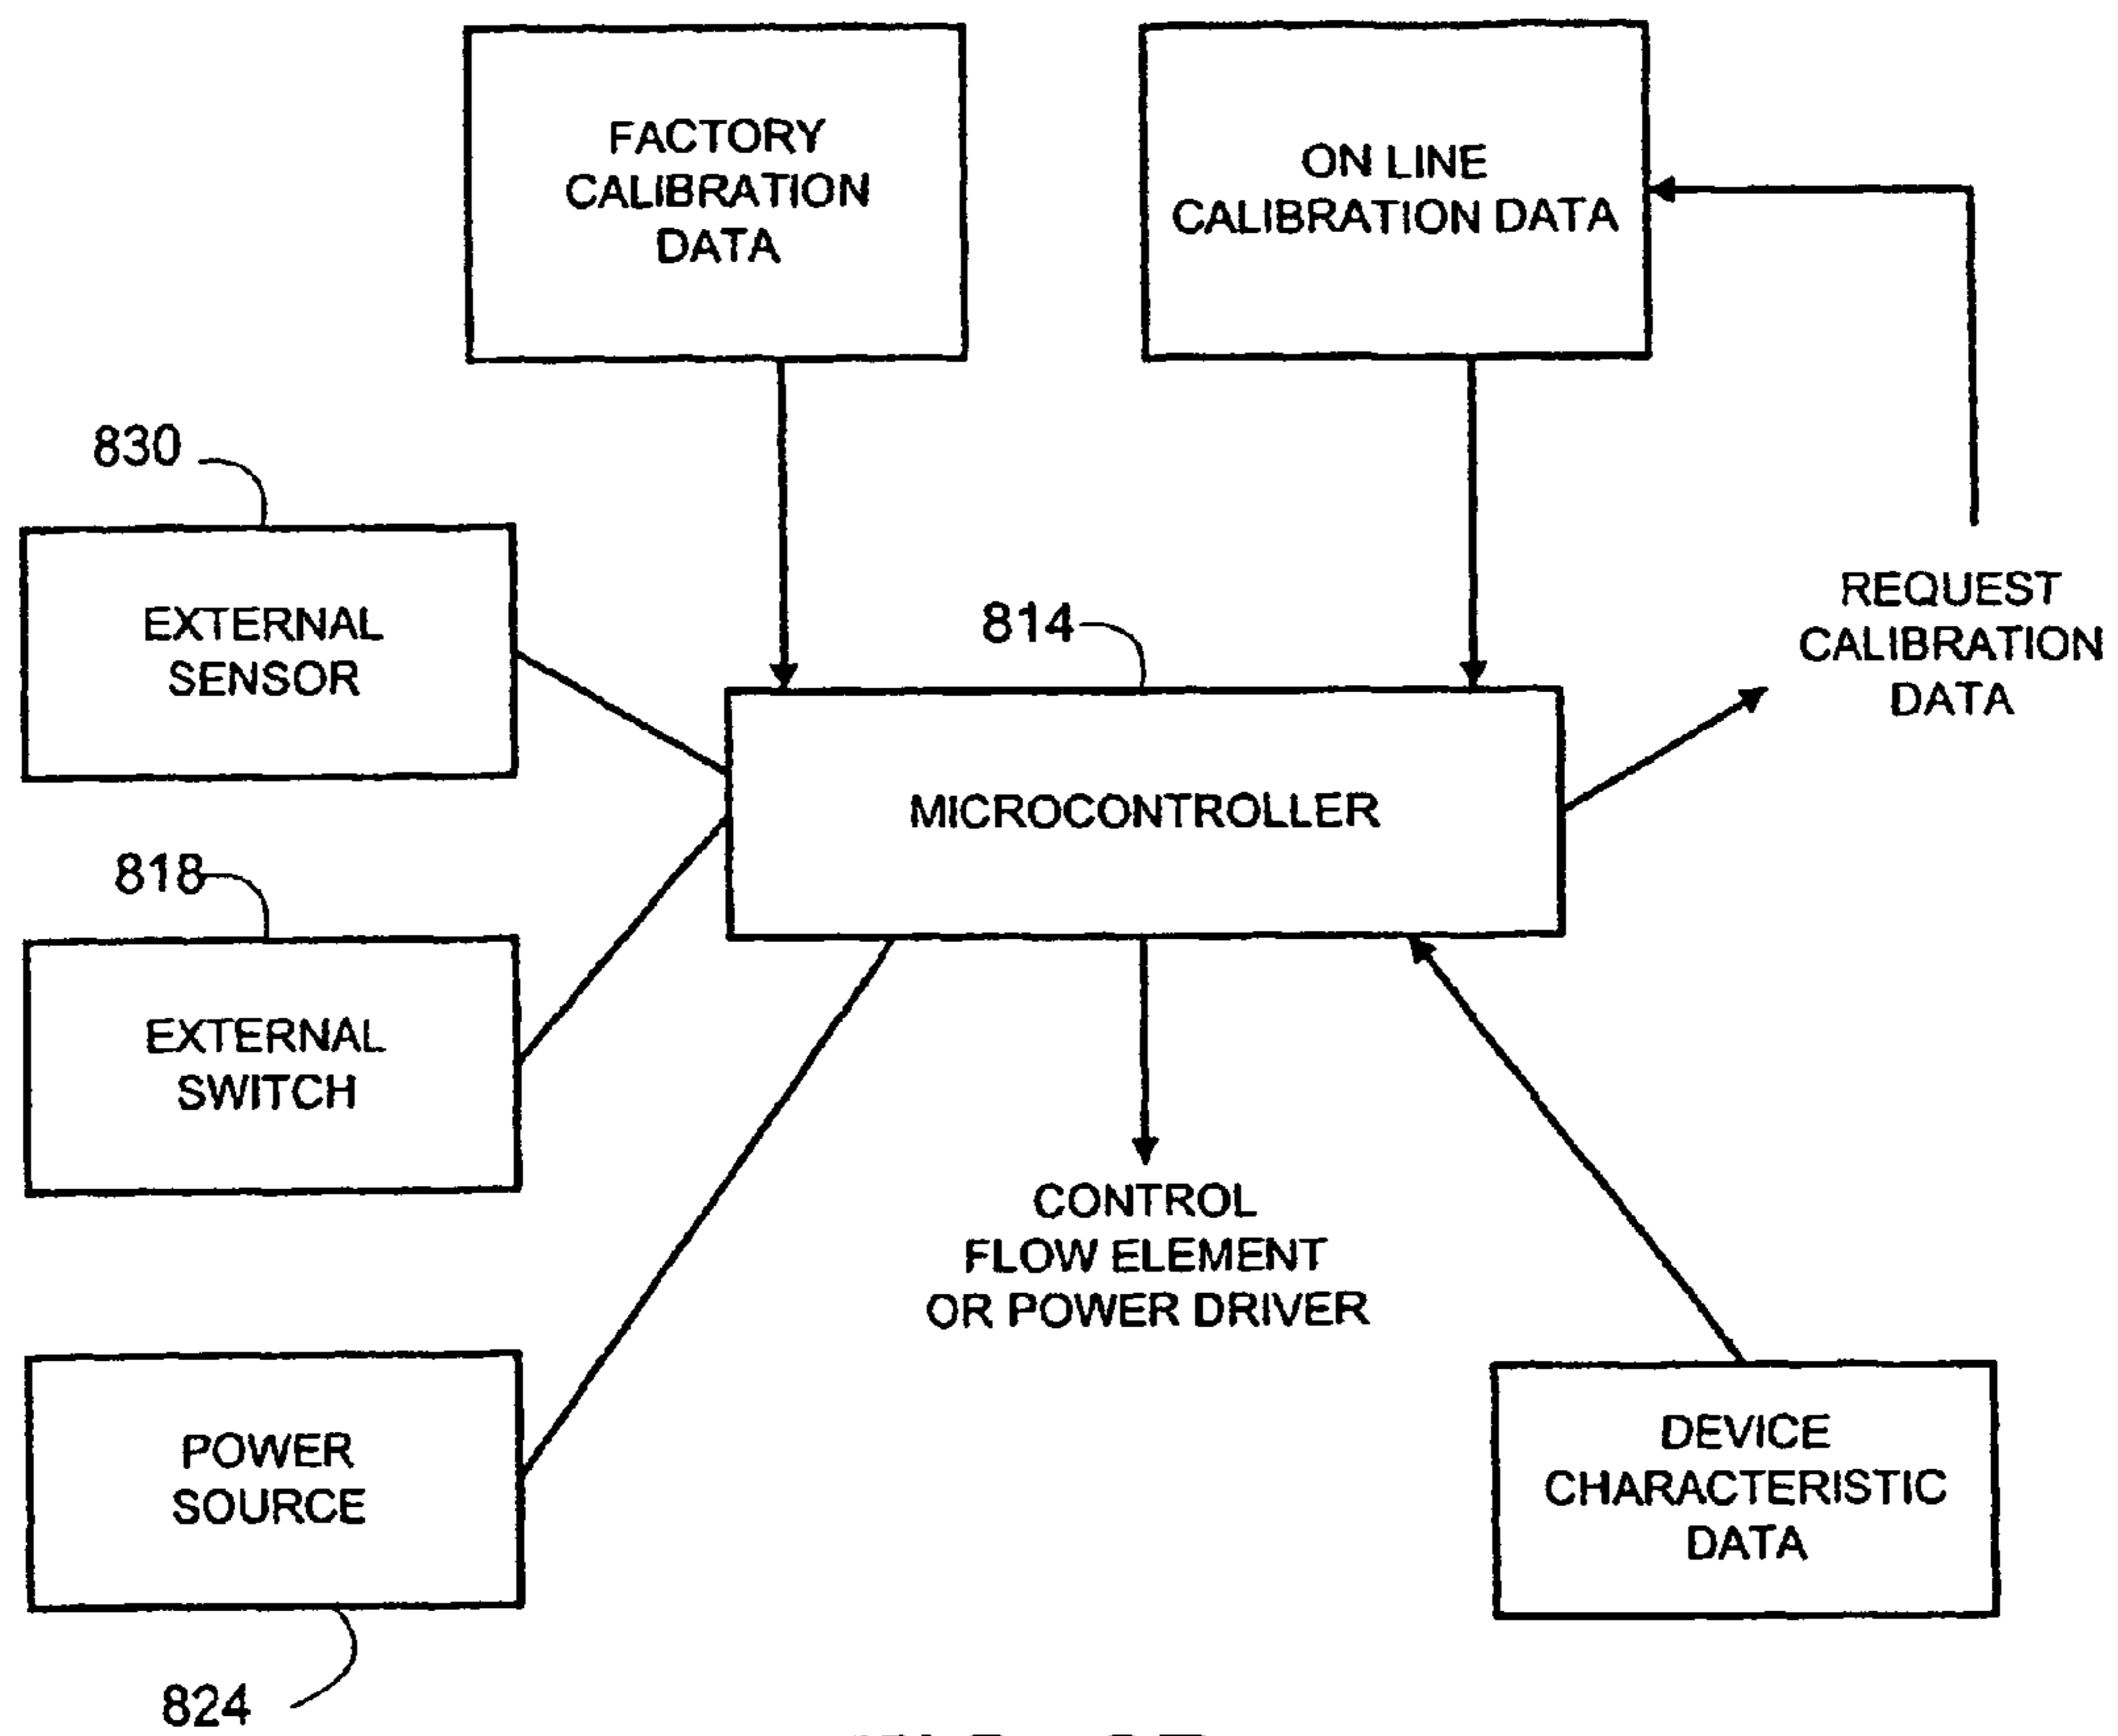 FACTORY
CALIBRATION
DATA
ON LINE
CALIBRATION DATA
830
EXTERNAL
SENSOR
814
REQUEST
CALIBRATION
DATA
MICROCONTROLLER
818
EXTERNAL
SWITCH
CONTROL
FLOW ELEMENT
OR POWER DRIVER
POWER
SOURCE
DEVICE
CHARACTERISTIC
DATA
824